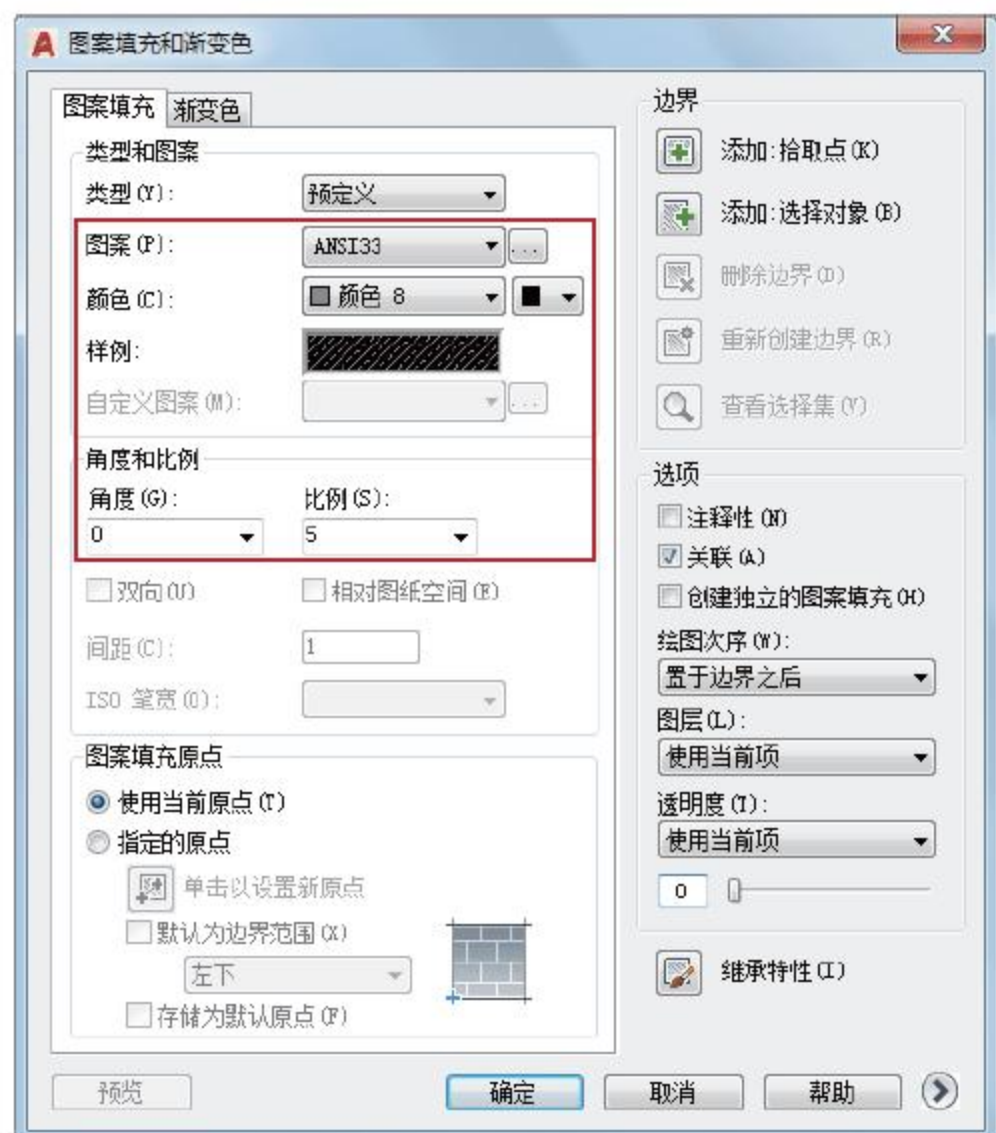 图案填充和渐变色
图案填充 渐变色
类型和图案
类型(Y): 预定义
图案(P): ANSI33 ...
颜色(C): 颜色 8
样例:
自定义图案(M): ...
角度和比例
角度(G): 比例(S):
0 5
双向(U) 相对图纸空间(E)
间距(C): 1
ISO 笔宽(O):
图案填充原点
使用当前原点(T)
指定的原点
单击以设置新原点
默认为边界范围(X)
左下
存储为默认原点(F)
边界
添加:拾取点(K)
添加:选择对象(B)
删除边界(D)
重新创建边界(R)
查看选择集(V)
选项
注释性(N)
关联(A)
创建独立的图案填充(H)
绘图次序(W):
置于边界之后
图层(L):
使用当前项
透明度(T):
使用当前项
0
继承特性(I)
预览 确定 取消 帮助